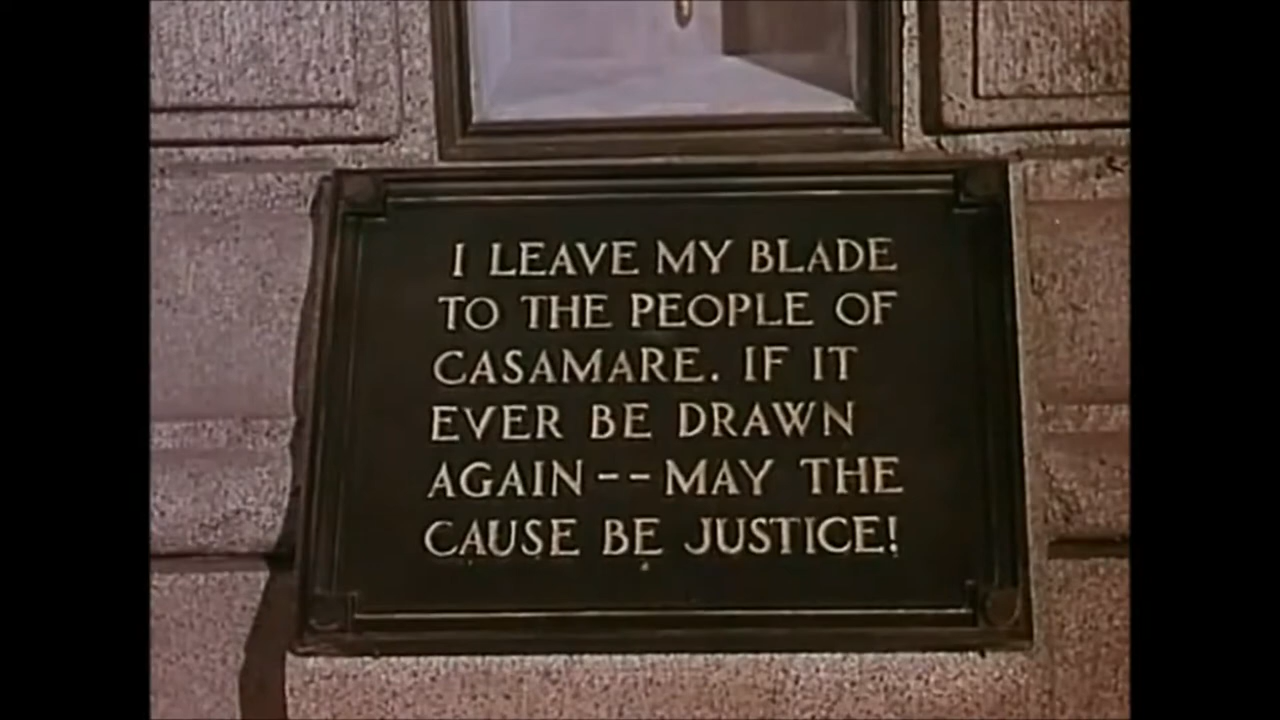 I LEAVE MY BLADE
TO THE PEOPLE OF
CASAMARE. IF IT
EVER BE DRAWN
AGAIN--MAY THE
CAUSE BE JUSTICE!